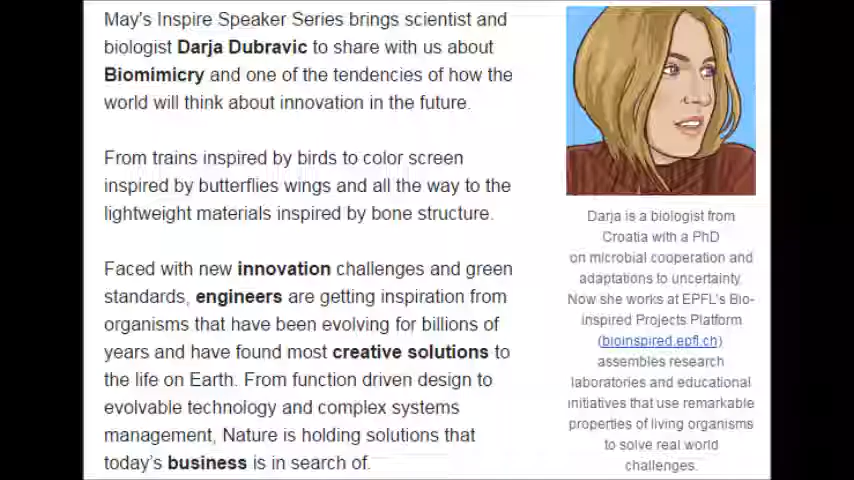 May's Inspire Speaker Series brings scientist and
biologist Darja Dubravic to share with us about
Biomimicry and one of the tendencies of how the
world will think about innovation in the future.
From trains inspired by birds to color screen
inspired by butterflies wings and all the way to the
lightweight materials inspired by bone structure.
Faced with new innovation challenges and green
standards, engineers are getting inspiration from
organisms that have been evolving for billions of
years and have found most creative solutions to
the life on Earth. From function driven design to
evolvable technology and complex systems
management, Nature is holding solutions that
today's business is in search of.
Darja is a biologist from
Croatia with a PhD
on microbial cooperation and
adaptations to uncertainty.
Now she works at EPFL's Bio-
inspired Projects Platform
(bioinspired.epfl.ch)
assembles research
laboratories and educational
initiatives that use remarkable
properties of living organisms
to solve real world
challenges.